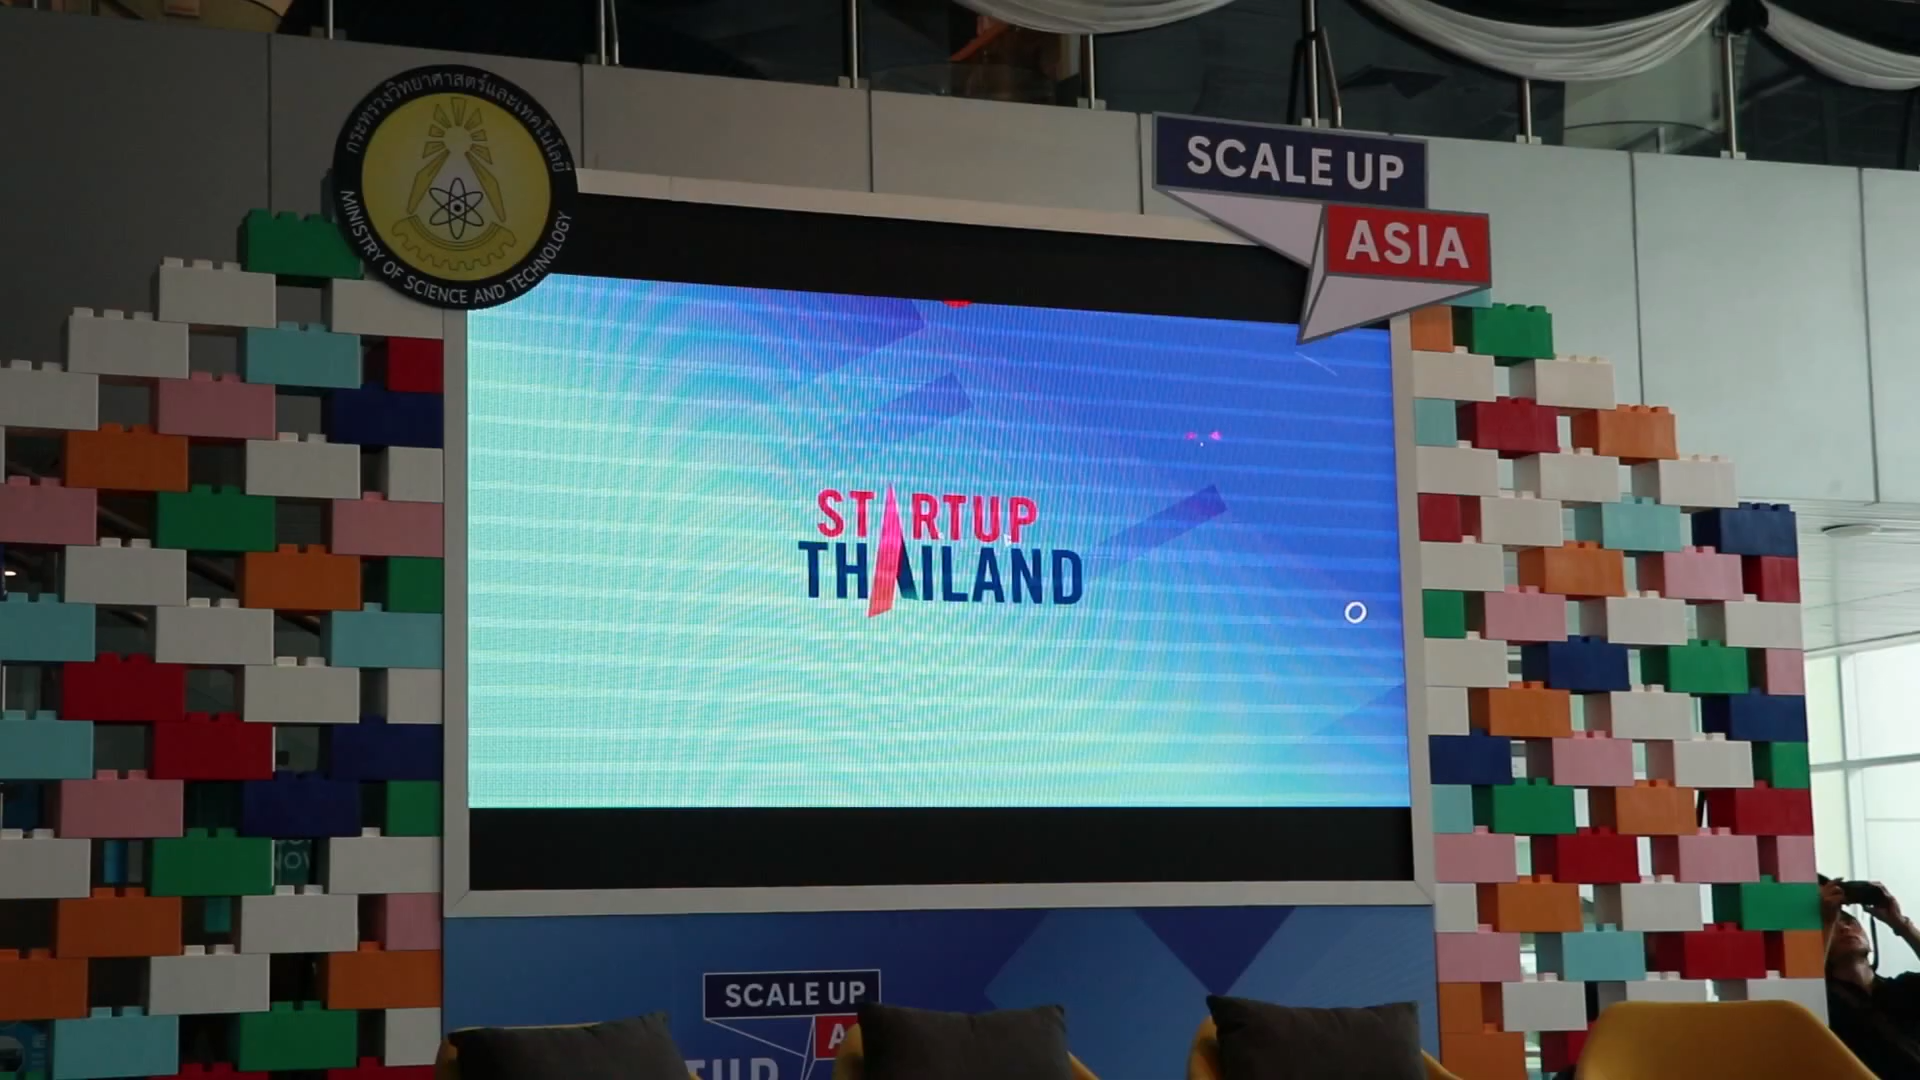 กระทรวงวิทยาศาสตร์และเทคโนโลยี
MINISTRY OF SCIENCE AND TECHNOLOGY
SCALE UP
ASIA
STARTUP
THAILAND
SCALE UP